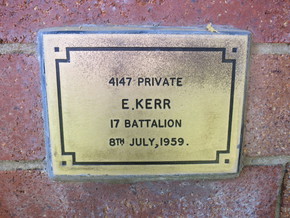 4147 PRIVATE
E.KERR
17 BATTALION
8TH JULY, 1959.